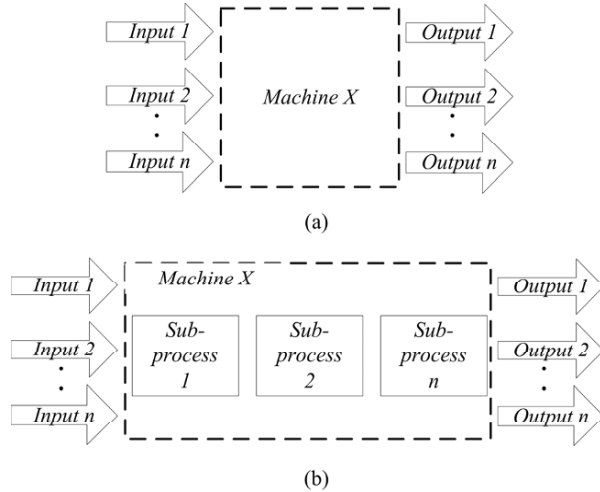 Input 1
Machine X
Output 1
Input 2
Output 2
Input n
Output n
(a)
Machine X
Input 1
Output 1
Input 2
Sub-
process
1
Sub-
process
2
Sub-
process
n
Output 2
Input n
Output n
(b)